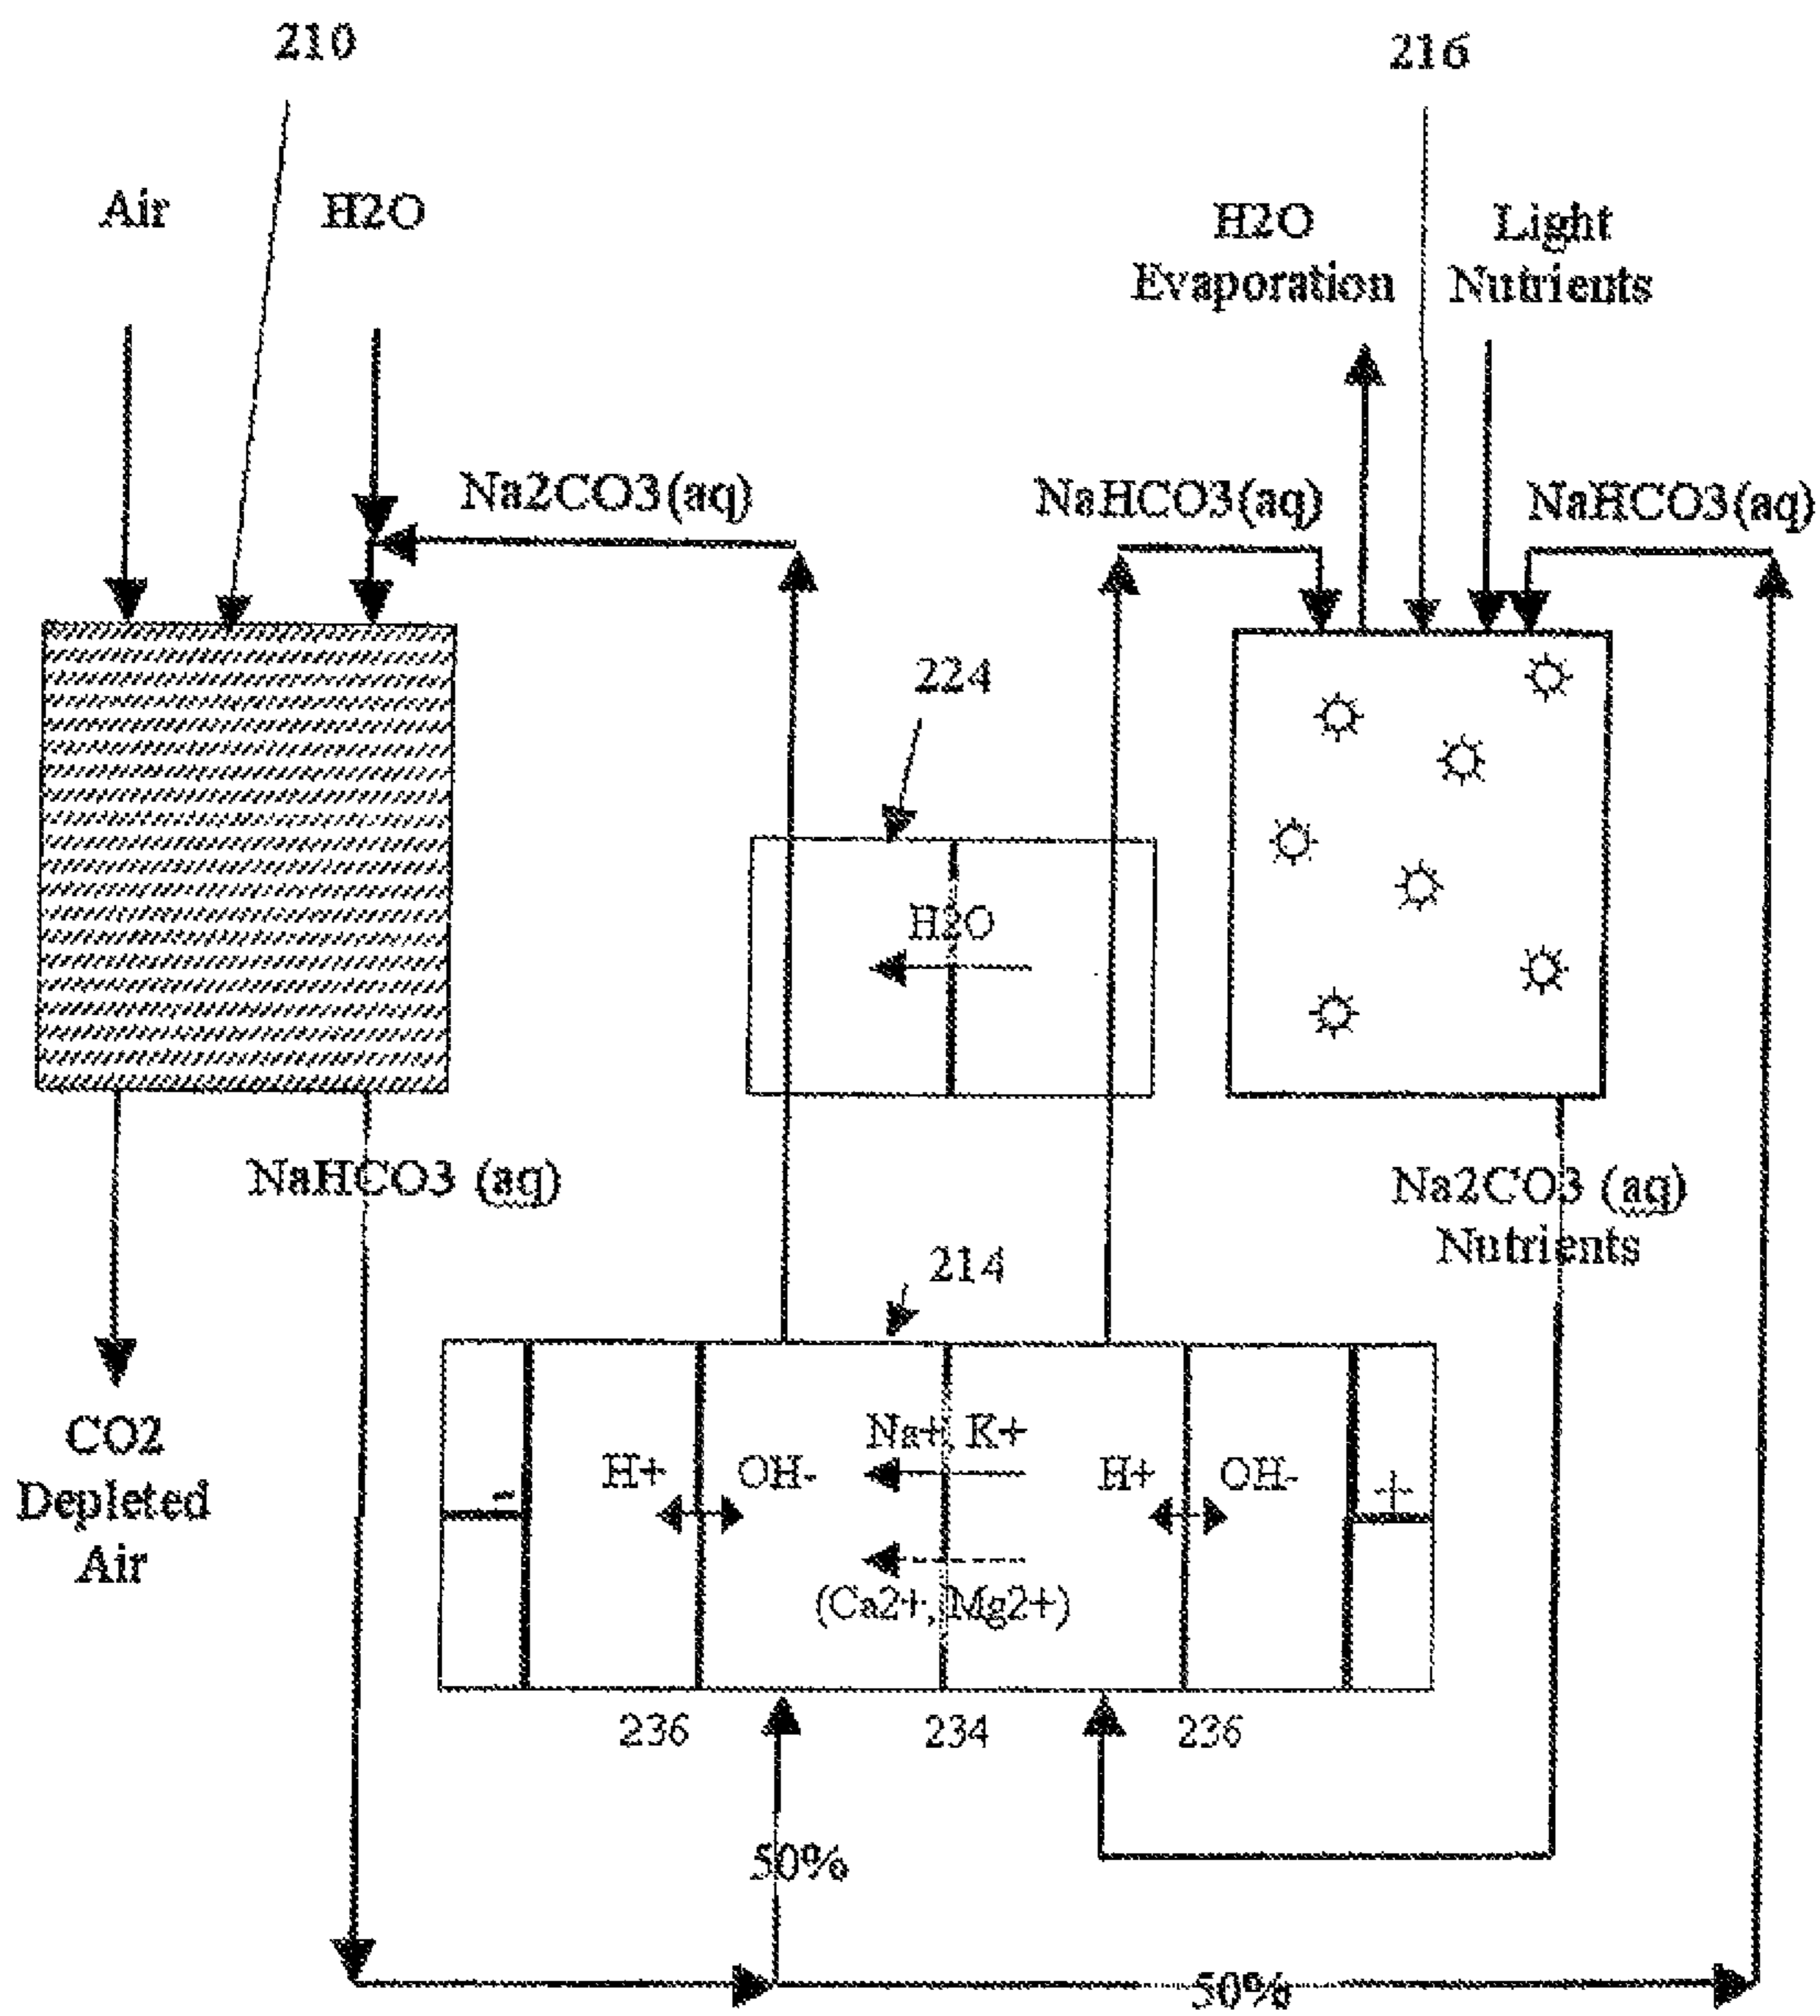 210
216
Air
H2O
H2O
Evaporation
Light
Nutrients
Na2CO3(aq)
NaHCO3(aq)
NaHCO3(aq)
224
H2O
NaHCO3 (aq)
Na2CO3 (aq)
Nutrients
214
CO2
Depleted
Air
-
H+
OH-
Na+, K+
(Ca2+, Mg2+)
H+
OH-
+
236
234
236
50%
50%